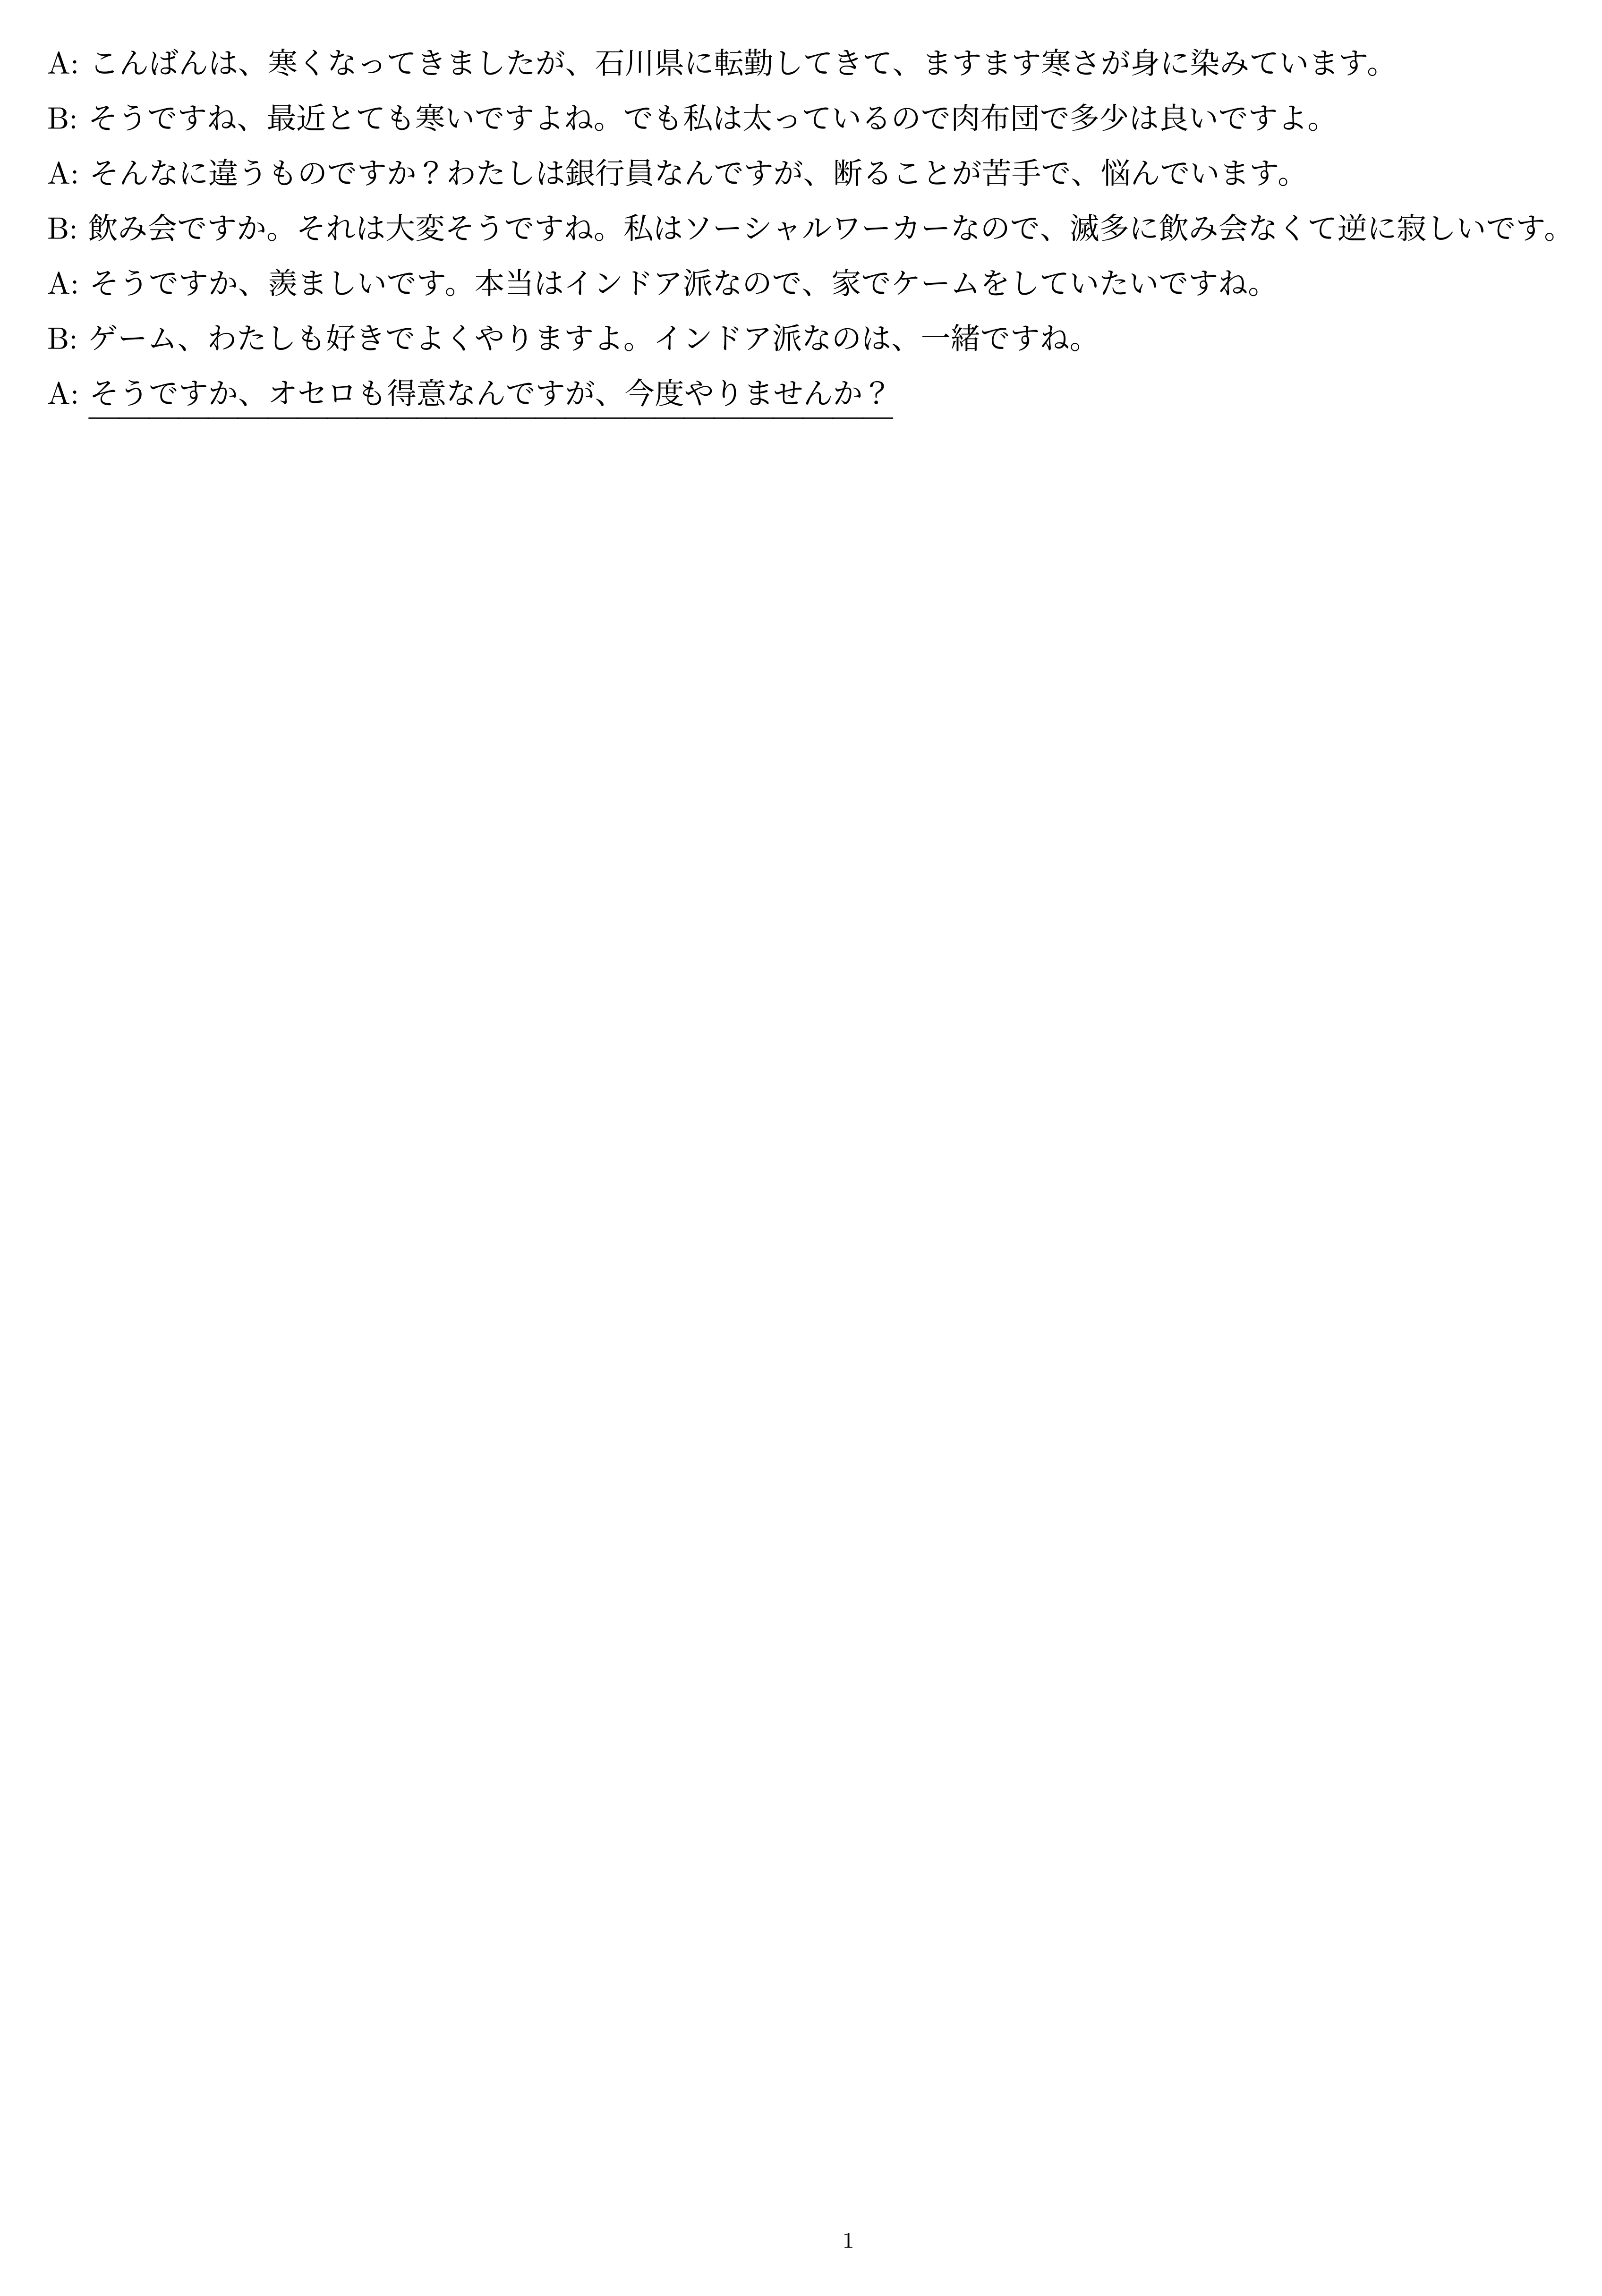 A: こんばんは、寒くなってきましたが、石川県に転勤してきて、ますます寒さが身に染みています。
B: そうですね、最近とても寒いですよね。でも私は太っているので肉布団で多少は良いですよ。
A: そんなに違うものですか？わたしは銀行員なんですが、断ることが苦手で、悩んでいます。
B: 飲み会ですか。それは大変そうですね。私はソーシャルワーカーなので、滅多に飲み会なくて逆に寂しいです。
A: そうですか、羨ましいです。本当はインドア派なので、家でケームをしていたいですね。
B: ゲーム、わたしも好きでよくやりますよ。インドア派なのは、一緒ですね。
A: そうですか、オセロも得意なんですが、今度やりませんか？
1